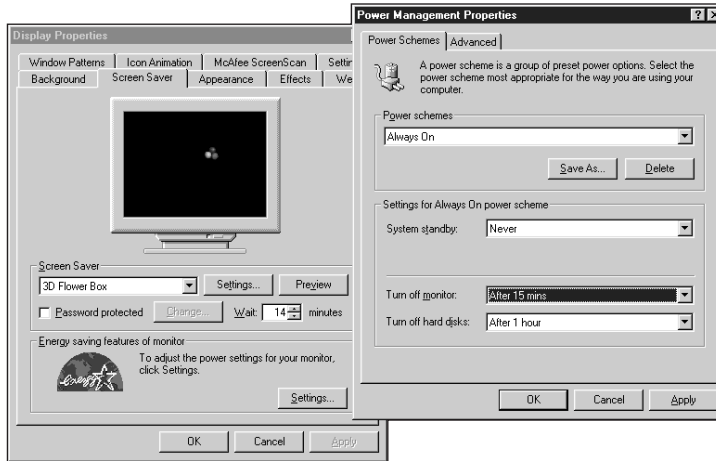 Display Properties
Window Patterns
Icon Animation
McAfee ScreenScan
Background
Screen Saver
Appearance
Effects
Screen Saver
3D Flower Box
Settings...
Preview
Password protected
Change...
Wait:
14
minutes
Energy saving features of monitor
To adjust the power settings for your monitor,
click Settings.
Settings...
OK
Cancel
Apply
Power Management Properties
Power Schemes
Advanced
A power scheme is a group of preset power options. Select the
power scheme most appropriate for the way you are using your
computer.
Power schemes
Always On
Save As...
Delete
Settings for Always On power scheme
System standby:
Never
Turn off monitor:
After 15 mins
Turn off hard disks:
After 1 hour
OK
Cancel
Apply